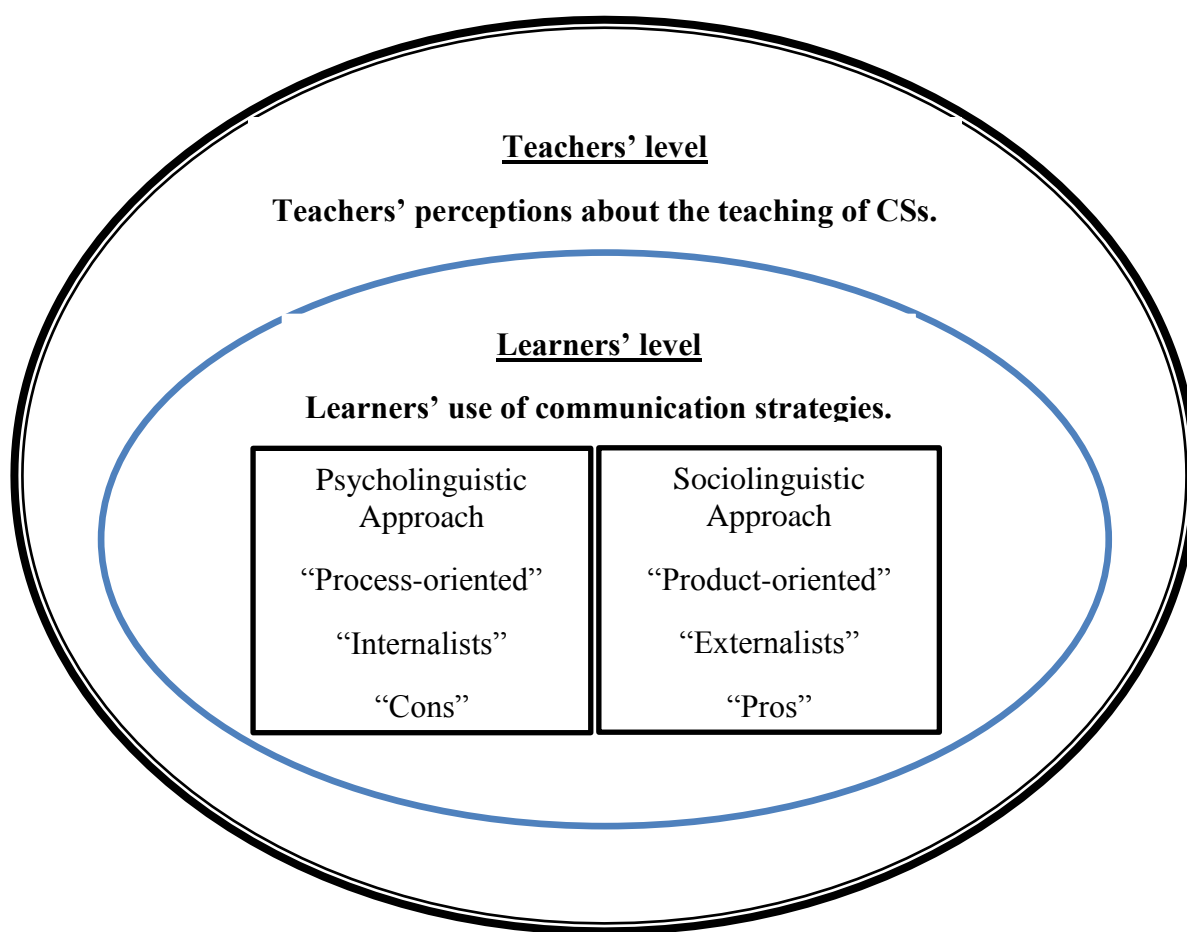 Teachers’ level
Teachers’ perceptions about the teaching of CSs.
Learners’ level
Learners’ use of communication strategies.
Psycholinguistic
Approach
“Process-oriented”
“Internalists”
“Cons”
Sociolinguistic
Approach
“Product-oriented”
“Externalists”
“Pros”